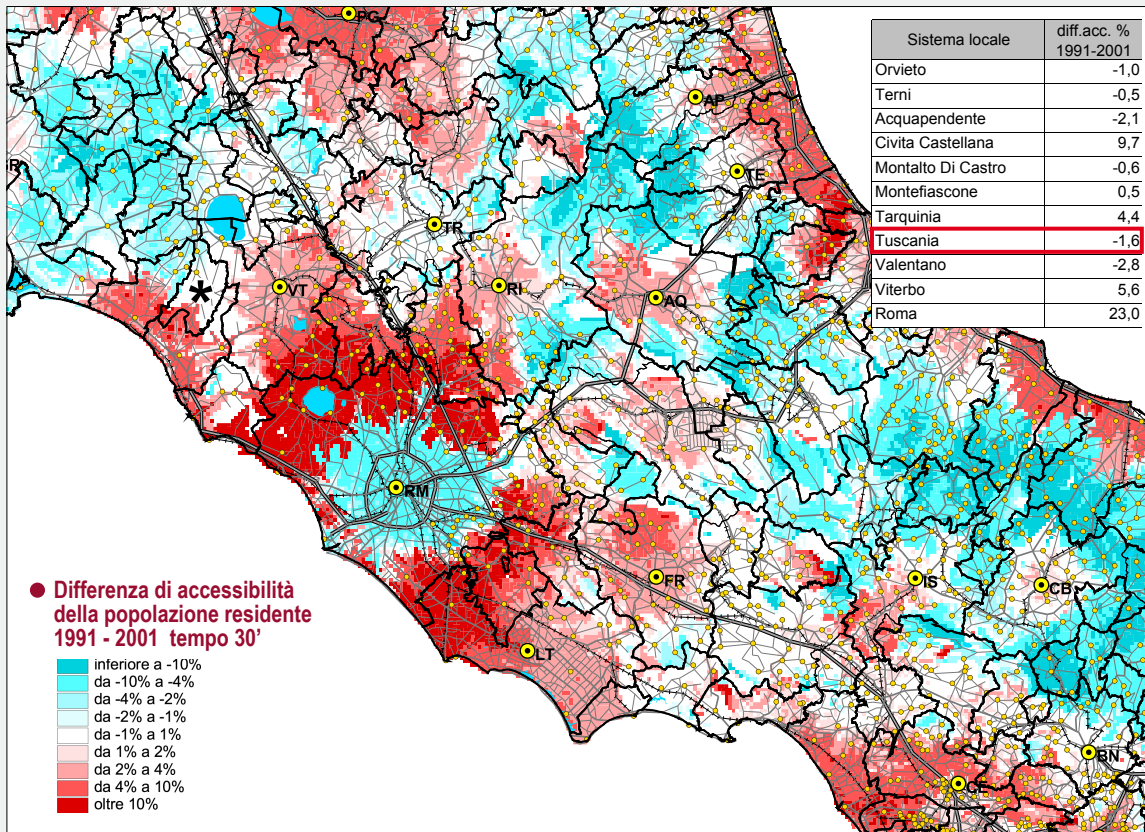 PG
AP
TE
TR
VT
RI
AQ
RM
FR
LT
IS
CB
BN
CE
*
Sistema locale diff.acc. % 1991-2001
Orvieto -1,0
Terni -0,5
Acquapendente -2,1
Civita Castellana 9,7
Montalto Di Castro -0,6
Montefiascone 0,5
Tarquinia 4,4
Tuscania -1,6
Valentano -2,8
Viterbo 5,6
Roma 23,0
● Differenza di accessibilità
della popolazione residente
1991 - 2001 tempo 30’
inferiore a -10%
da -10% a -4%
da -4% a -2%
da -2% a -1%
da -1% a 1%
da 1% a 2%
da 2% a 4%
da 4% a 10%
oltre 10%